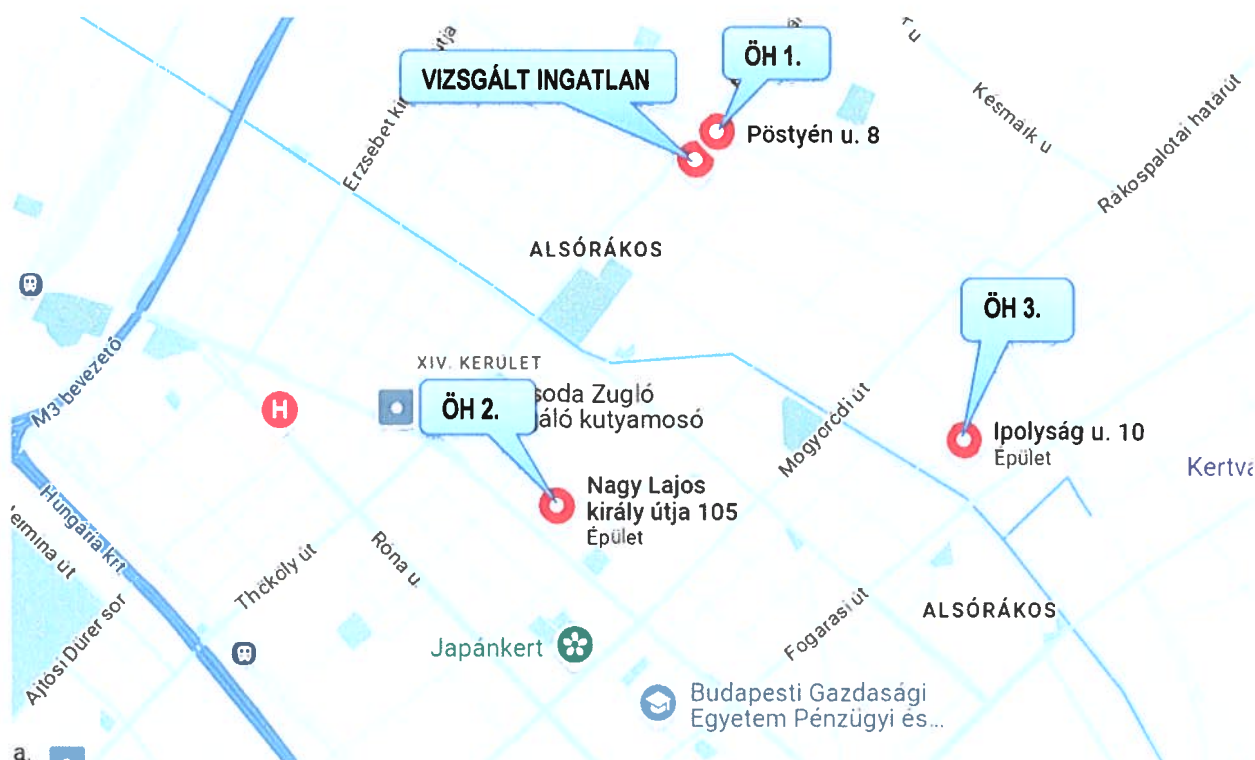 VIZSGÁLT INGATLAN
ÖH 1.
Pöstyén u. 8
Késmárk u
Rákospalotai határút
ALSÓRÁKOS
ÖH 3.
M3 bevezető
XIV. KERÜLET
ÖH 2.
soda Zugló
áló kutyamosó
H
Mogyoródi út
Ipolyság u. 10
Épület
Kertva
Nagy Lajos
király útja 105
Épület
Hungária krt
Thököly út
Róna u.
Ajtósi Dürer sor
Fogarasi út
ALSÓRÁKOS
Japánkert
Budapesti Gazdasági
Egyetem Pénzügyi és...
a.